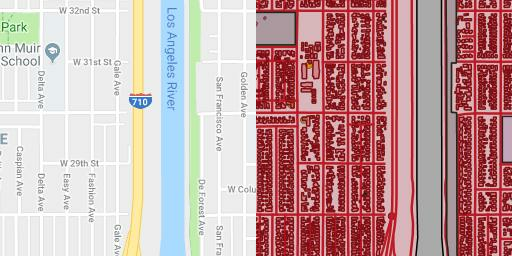 W 32nd St
Park
nn Muir
School
W 31st St
Delta Ave
Gale Ave
Los Angeles River
San Francisco Ave
Golden Ave
710
E
W 29th St
Caspian Ave
Delta Ave
Easy Ave
Fashion Ave
Gale Ave
De Forest Ave
W Colu
San Fra